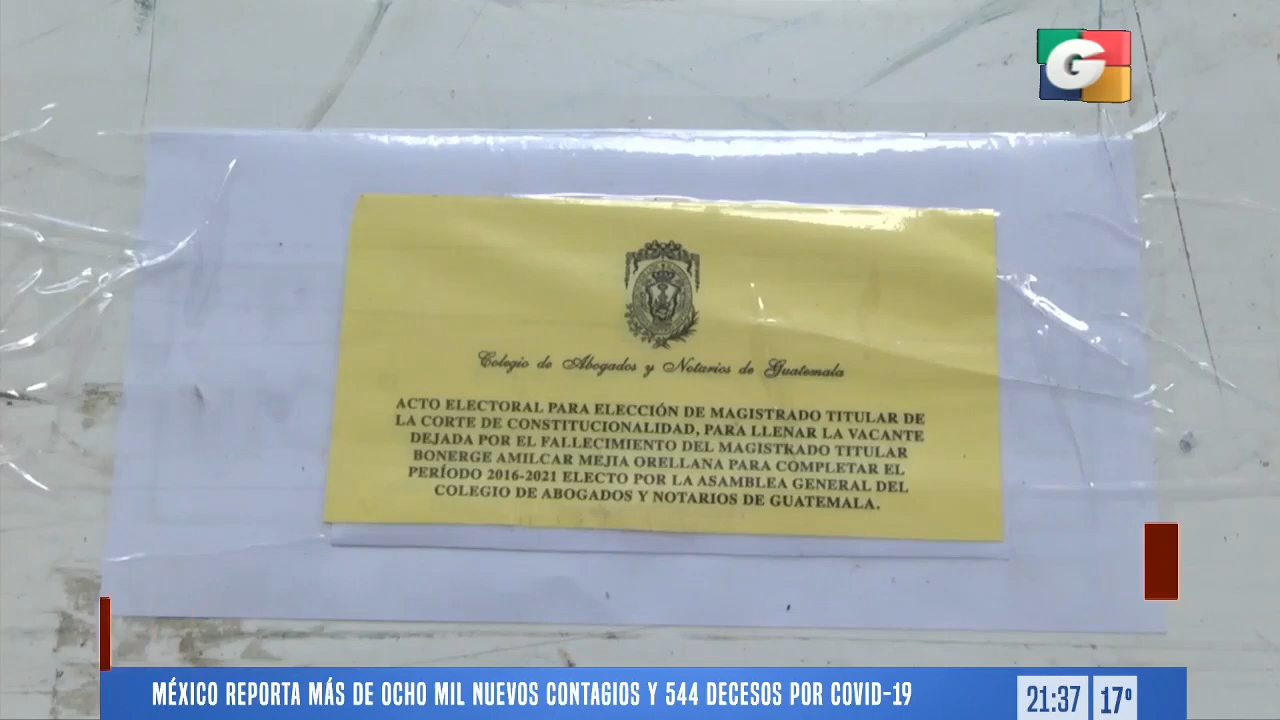 G
Colegio de Abogados y Notarios de Guatemala
ACTO ELECTORAL PARA ELECCIÓN DE MAGISTRADO TITULAR DE
LA CORTE DE CONSTITUCIONALIDAD, PARA LLENAR LA VACANTE
DEJADA POR EL FALLECIMIENTO DEL MAGISTRADO TITULAR
BONERGE AMILCAR MEJIA ORELLANA PARA COMPLETAR EL
PERÍODO 2016-2021 ELECTO POR LA ASAMBLEA GENERAL DEL
COLEGIO DE ABOGADOS Y NOTARIOS DE GUATEMALA.
MÉXICO REPORTA MÁS DE OCHO MIL NUEVOS CONTAGIOS Y 544 DECESOS POR COVID-19
21:37 17º